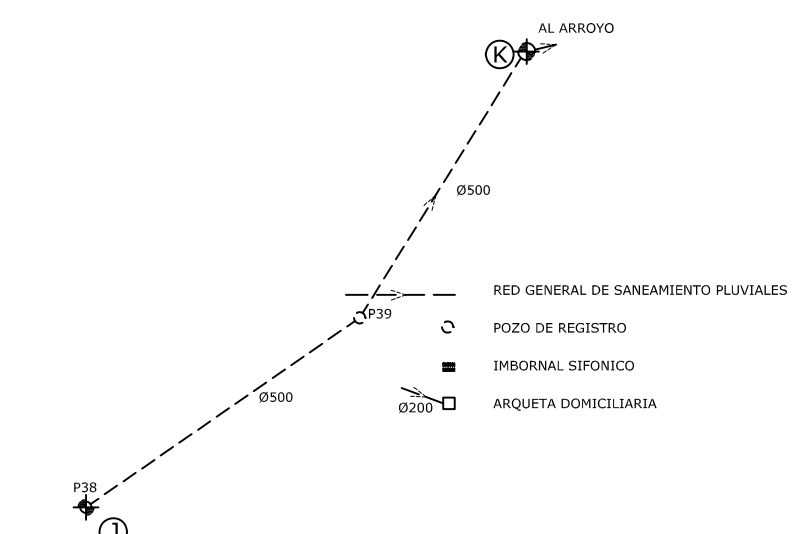 AL ARROYO
K
Ø500
RED GENERAL DE SANEAMIENTO PLUVIALES
P39
POZO DE REGISTRO
IMBORNAL SIFONICO
Ø500
Ø200
ARQUETA DOMICILIARIA
P38
J